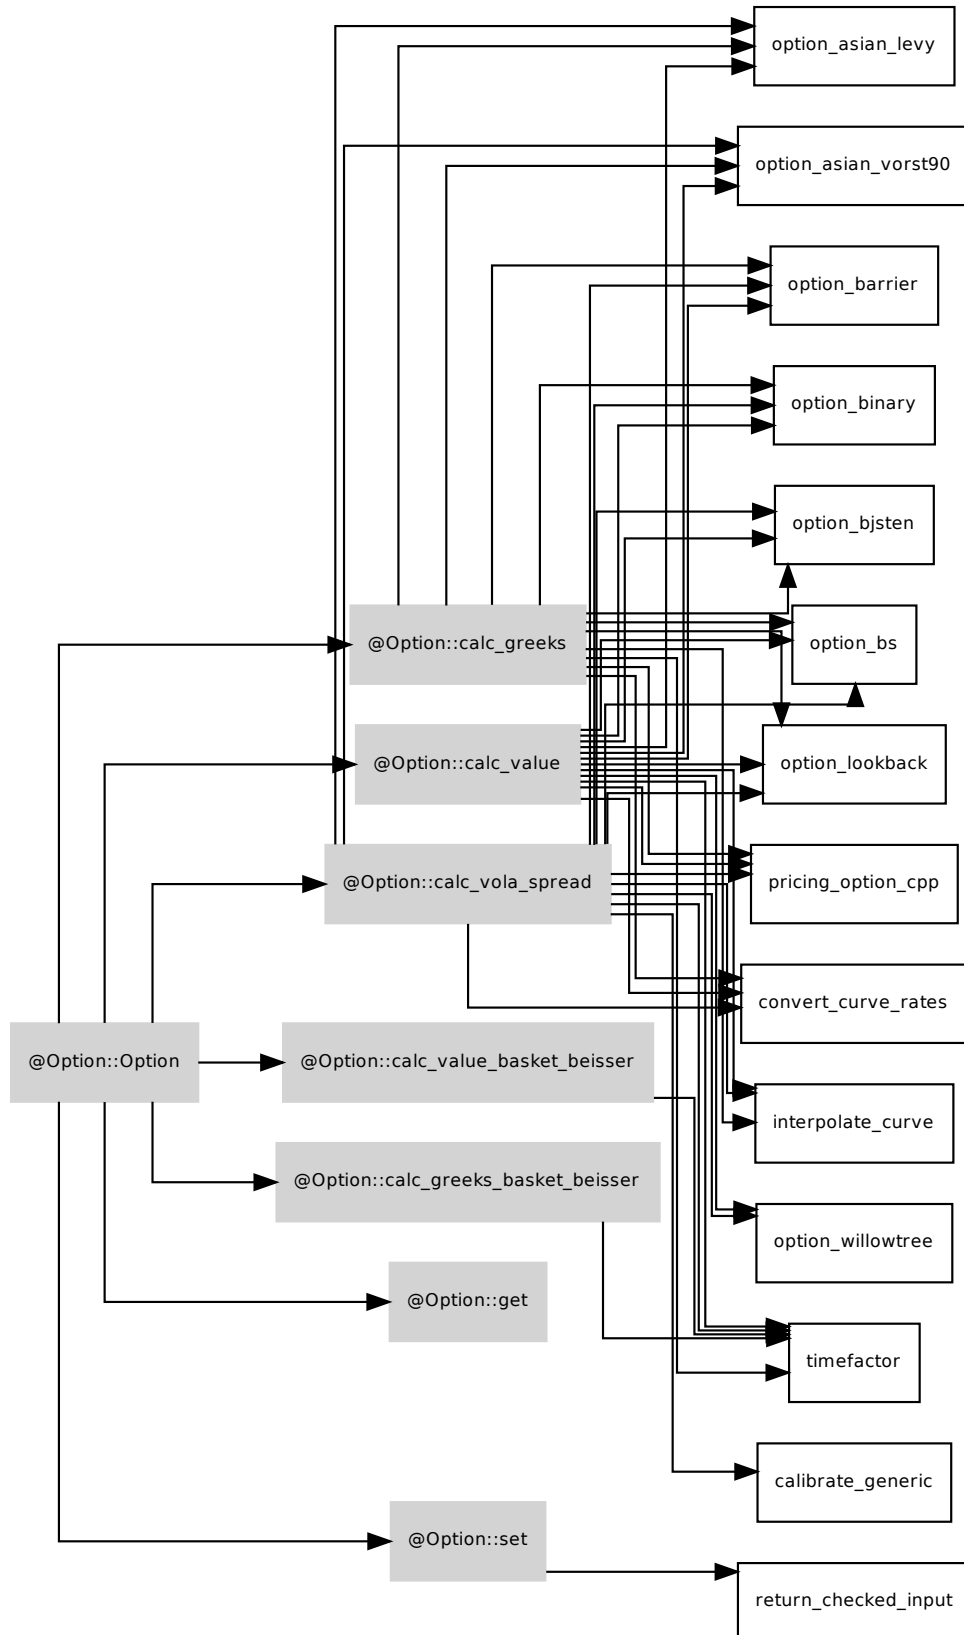 option_asian_levy
option_asian_vorst90
option_barrier
option_binary
option_bjsten
@Option::calc_greeks
option_bs
@Option::calc_value
option_lookback
@Option::calc_vola_spread
pricing_option_cpp
convert_curve_rates
@Option::Option
@Option::calc_value_basket_beisser
interpolate_curve
@Option::calc_greeks_basket_beisser
option_willowtree
@Option::get
timefactor
calibrate_generic
@Option::set
return_checked_input